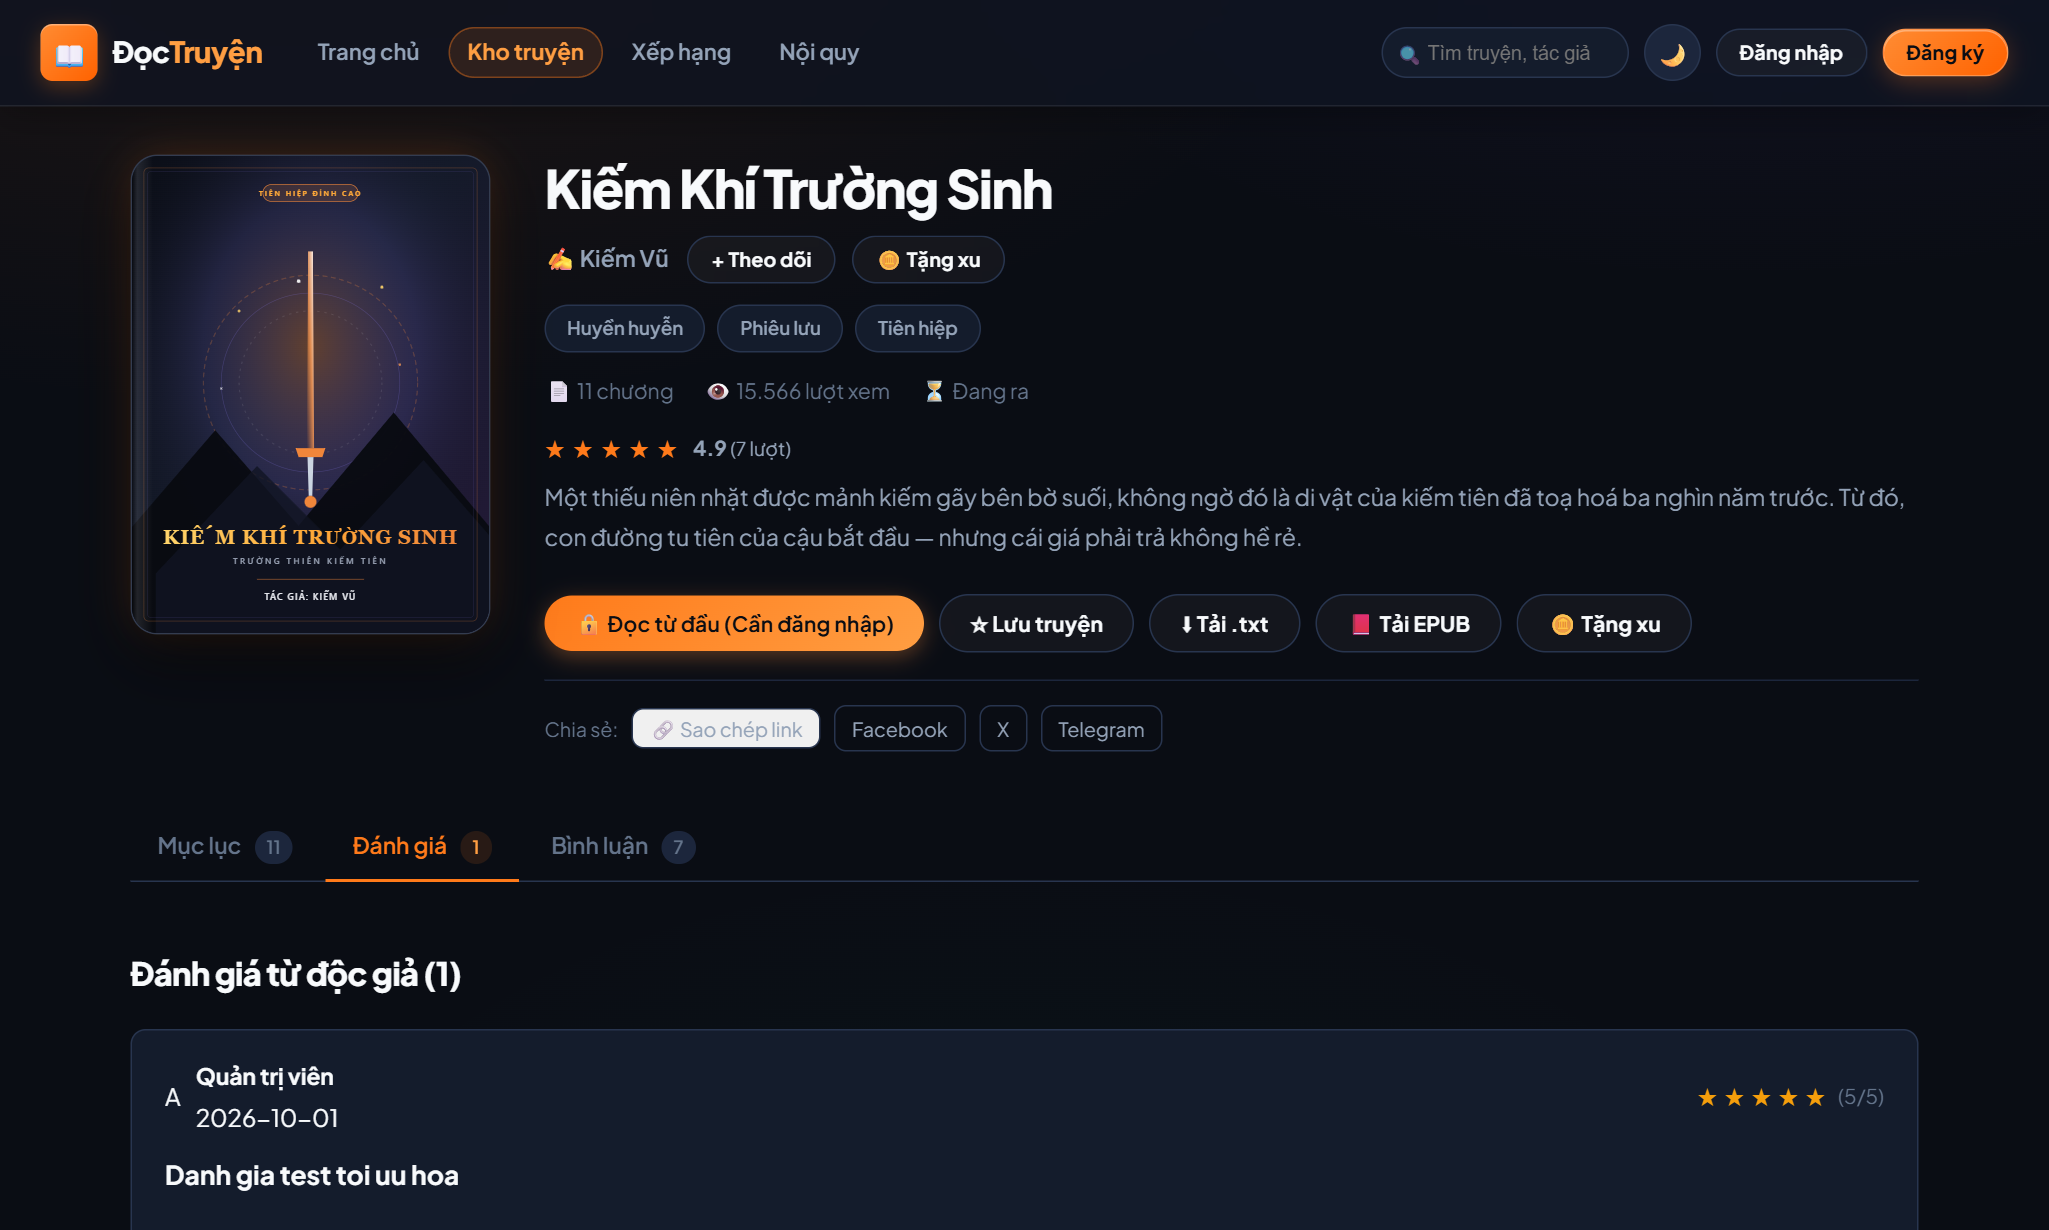 ĐọcTruyện
Trang chủ
Kho truyện
Xếp hạng
Nội quy
Tìm truyện, tác giả
Đăng nhập
Đăng ký
TIÊN HIỆP ĐỈNH CAO
KIẾM KHÍ TRƯỜNG SINH
TRƯỜNG THIÊN KIẾM TIÊN
TÁC GIẢ: KIẾM VŨ
Kiếm Khí Trường Sinh
Kiếm Vũ
+ Theo dõi
Tặng xu
Huyền huyễn
Phiêu lưu
Tiên hiệp
11 chương
15.566 lượt xem
Đang ra
★ ★ ★ ★ ★ 4.9 (7 lượt)
Một thiếu niên nhặt được mảnh kiếm gãy bên bờ suối, không ngờ đó là di vật của kiếm tiên đã toạ hoá ba nghìn năm trước. Từ đó,
con đường tu tiên của cậu bắt đầu — nhưng cái giá phải trả không hề rẻ.
Đọc từ đầu (Cần đăng nhập)
☆ Lưu truyện
⬇ Tải .txt
Tải EPUB
Tặng xu
Chia sẻ:
Sao chép link
Facebook
X
Telegram
Mục lục 11
Đánh giá 1
Bình luận 7
Đánh giá từ độc giả (1)
A
Quản trị viên
2026-10-01
★ ★ ★ ★ ★ (5/5)
Danh gia test toi uu hoa